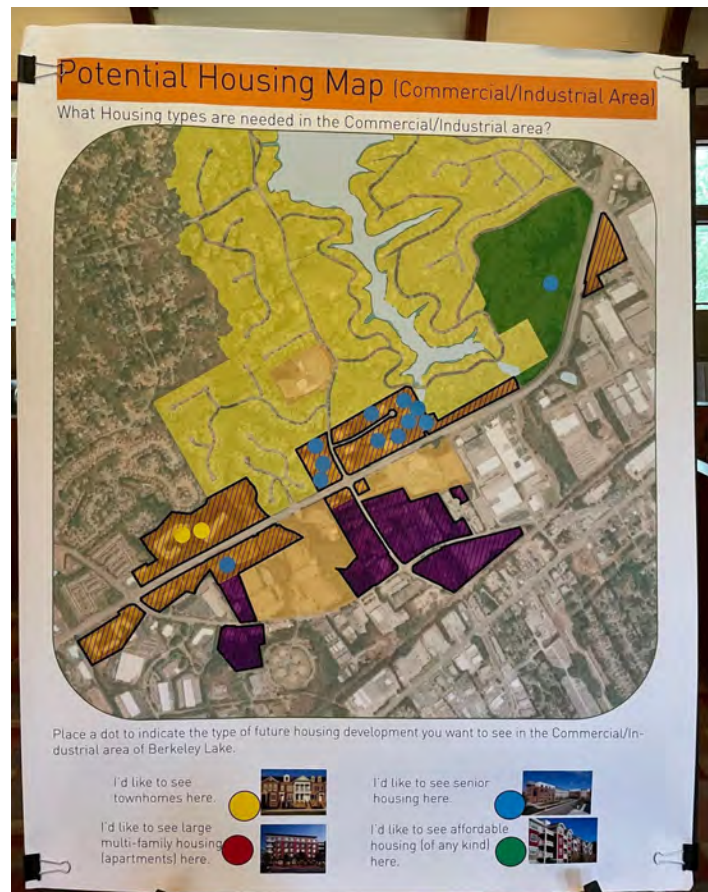 Potential Housing Map (Commercial/Industrial Area)
What Housing types are needed in the Commercial/Industrial area?
Place a dot to indicate the type of future housing development you want to see in the Commercial/In-
dustrial area of Berkeley Lake.
I'd like to see
townhomes here.
I'd like to see senior
housing here.
I'd like to see large
multi-family housing
(apartments) here.
I'd like to see affordable
housing (of any kind)
here.